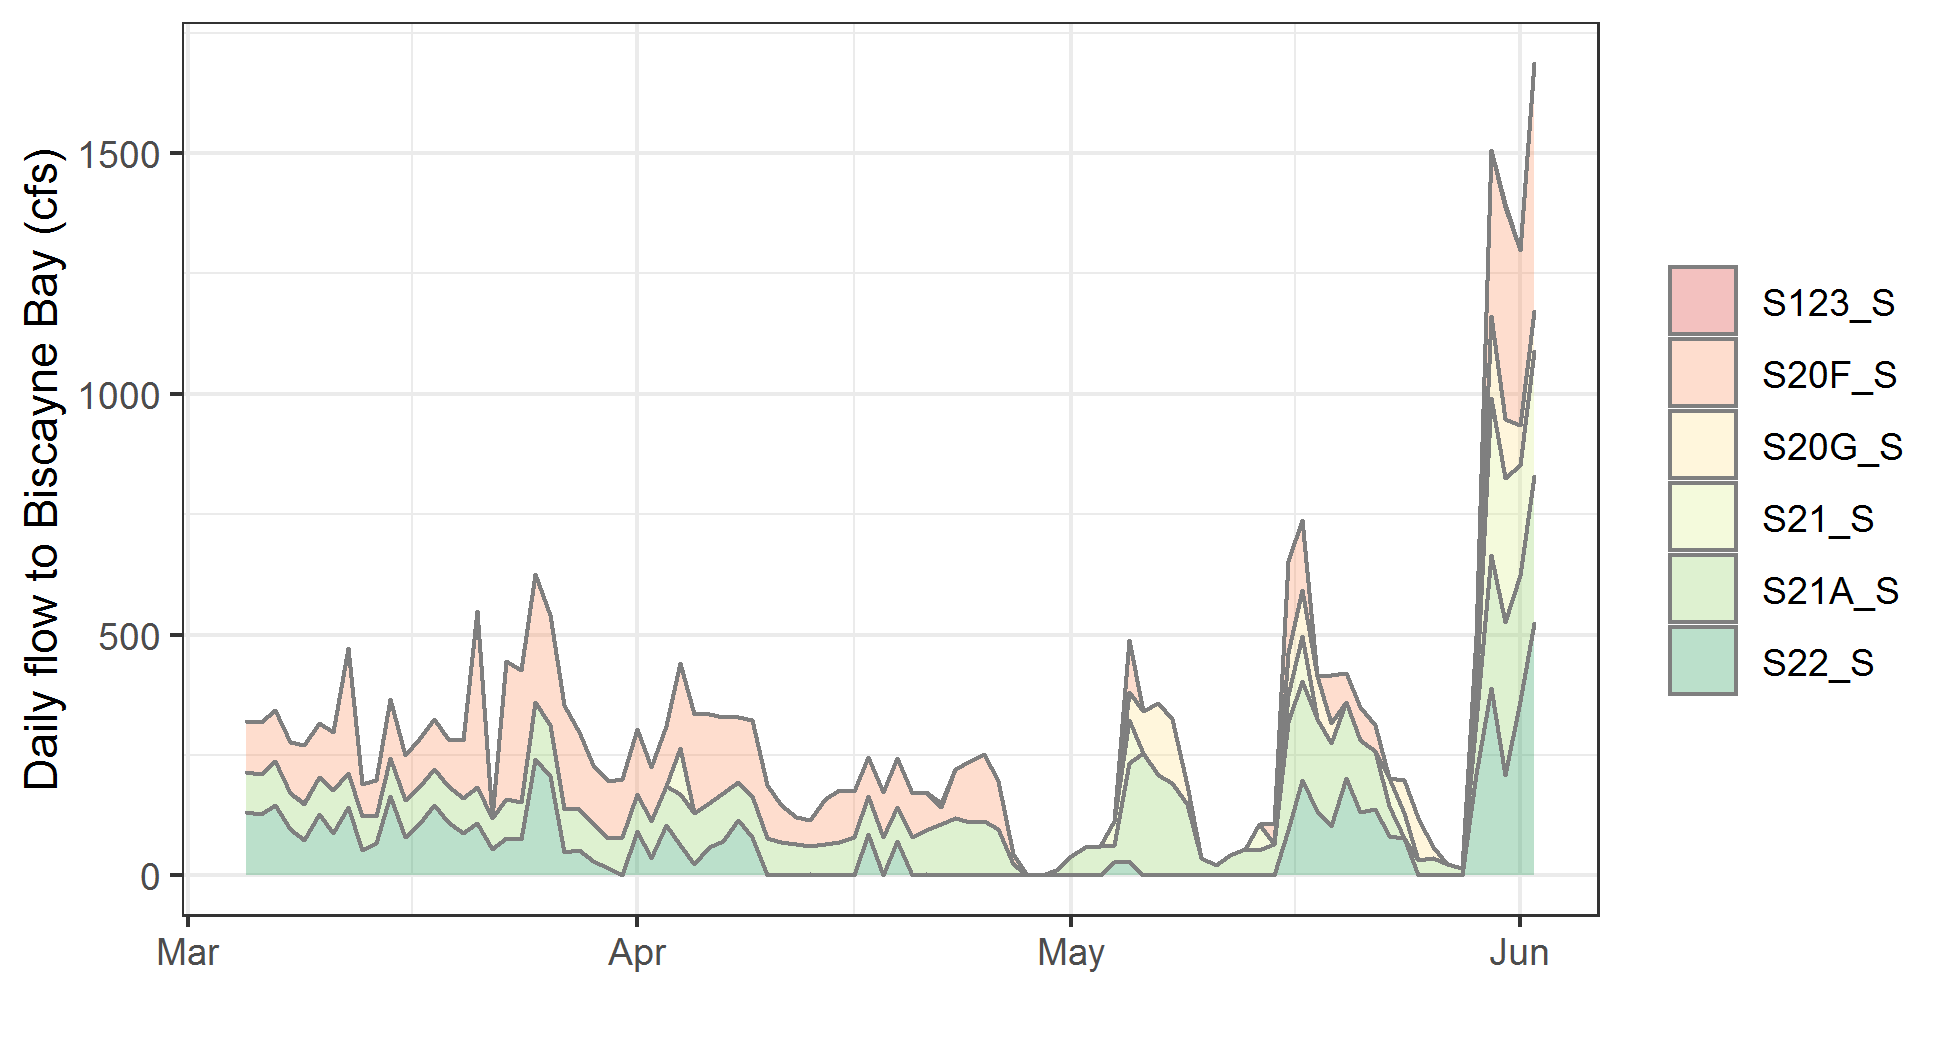 Daily flow to Biscayne Bay (cfs)
1500
1000
500
0
Mar
Apr
May
Jun
S123_S
S20F_S
S20G_S
S21_S
S21A_S
S22_S